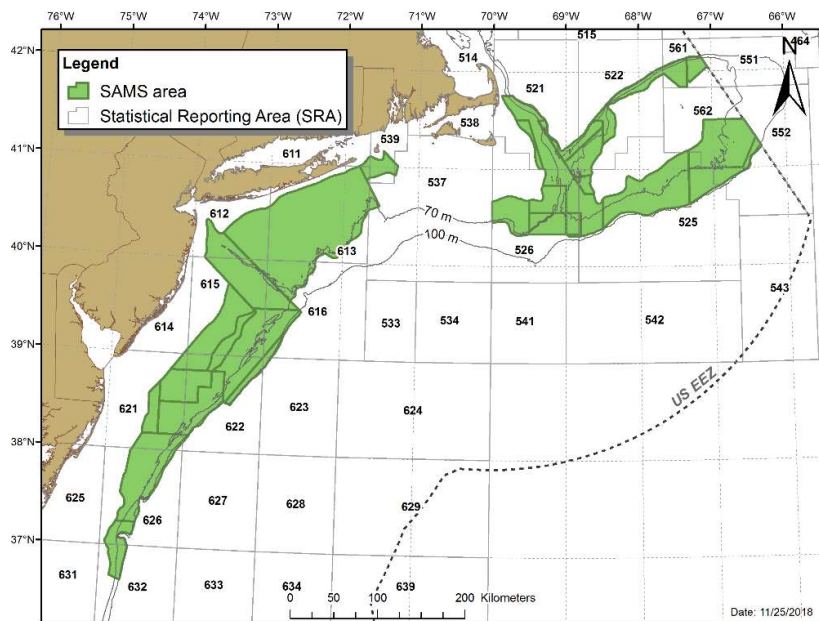 76°W 75°W 74°W 73°W 72°W 71°W 70°W 69°W 68°W 67°W 66°W
515
N
464
42°N
561
551
Legend
514
522
SAMS area
521
562
Statistical Reporting Area (SRA)
538
552
539
41°N
611
537
612
70 m
525
40°N
100 m
613
526
615
543
616
614
533
534
541
542
39°N
US EEZ
621
623
624
622
38°N
625
627
628
629
626
37°N
631
632
633
634
639
0 50 100 200 Kilometers
Date: 11/25/2018